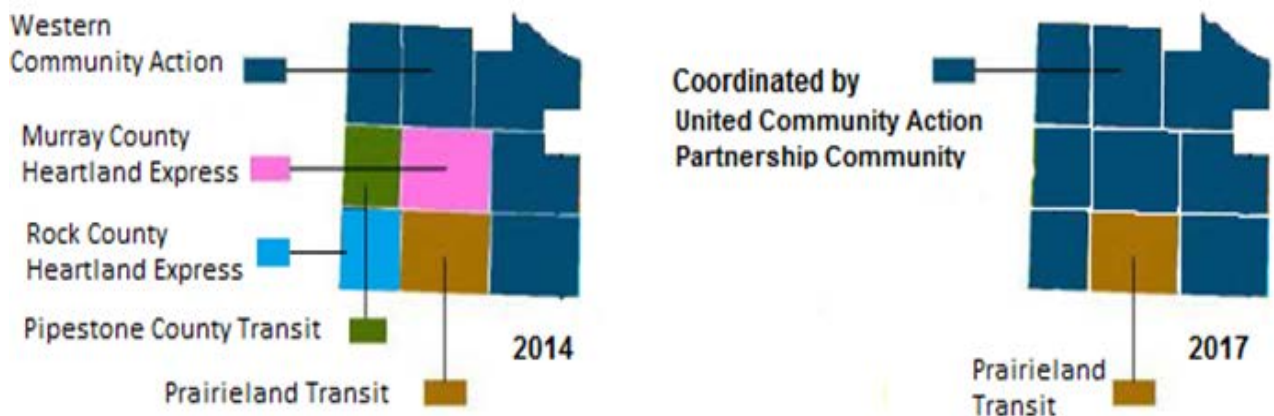 Western
Community Action
Murray County
Heartland Express
Rock County
Heartland Express
Pipestone County Transit
2014
Prairieland Transit
Coordinated by
United Community Action
Partnership Community
2017
Prairieland
Transit